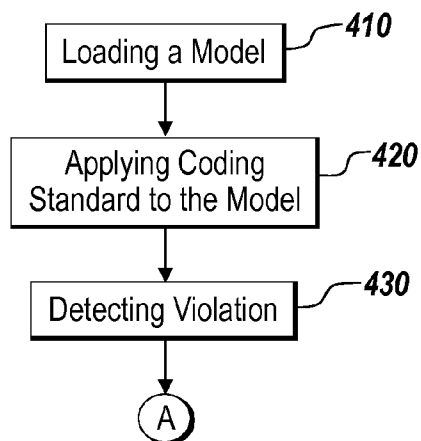 Loading a Model
410
Applying Coding
Standard to the Model
420
Detecting Violation
430
A